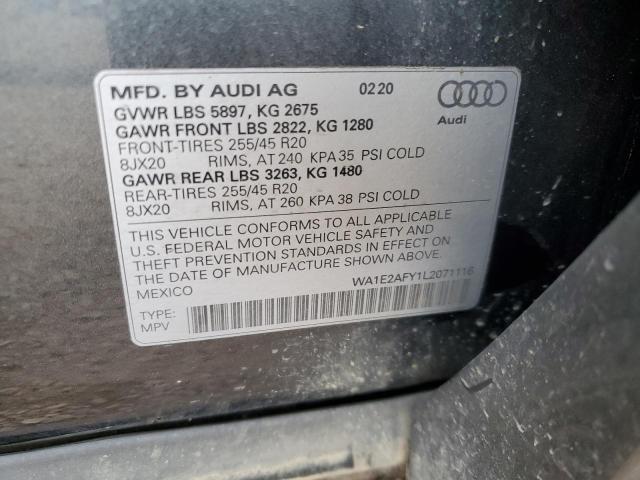 MFD. BY AUDI AG 02 20
GVWR LBS 5897, KG 2675
GAWR FRONT LBS 2822, KG 1280
FRONT-TIRES 255/45 R20
8JX20 RIMS, AT 240 KPA 35 PSI COLD
GAWR REAR LBS 3263, KG 1480
REAR-TIRES 255/45 R20
8JX20 RIMS, AT 260 KPA 38 PSI COLD
Audi
THIS VEHICLE CONFORMS TO ALL APPLICABLE
U.S. FEDERAL MOTOR VEHICLE SAFETY AND
THEFT PREVENTION STANDARDS IN EFFECT ON
THE DATE OF MANUFACTURE SHOWN ABOVE.
MEXICO
WA1E2AFY1L2071116
TYPE:
MPV